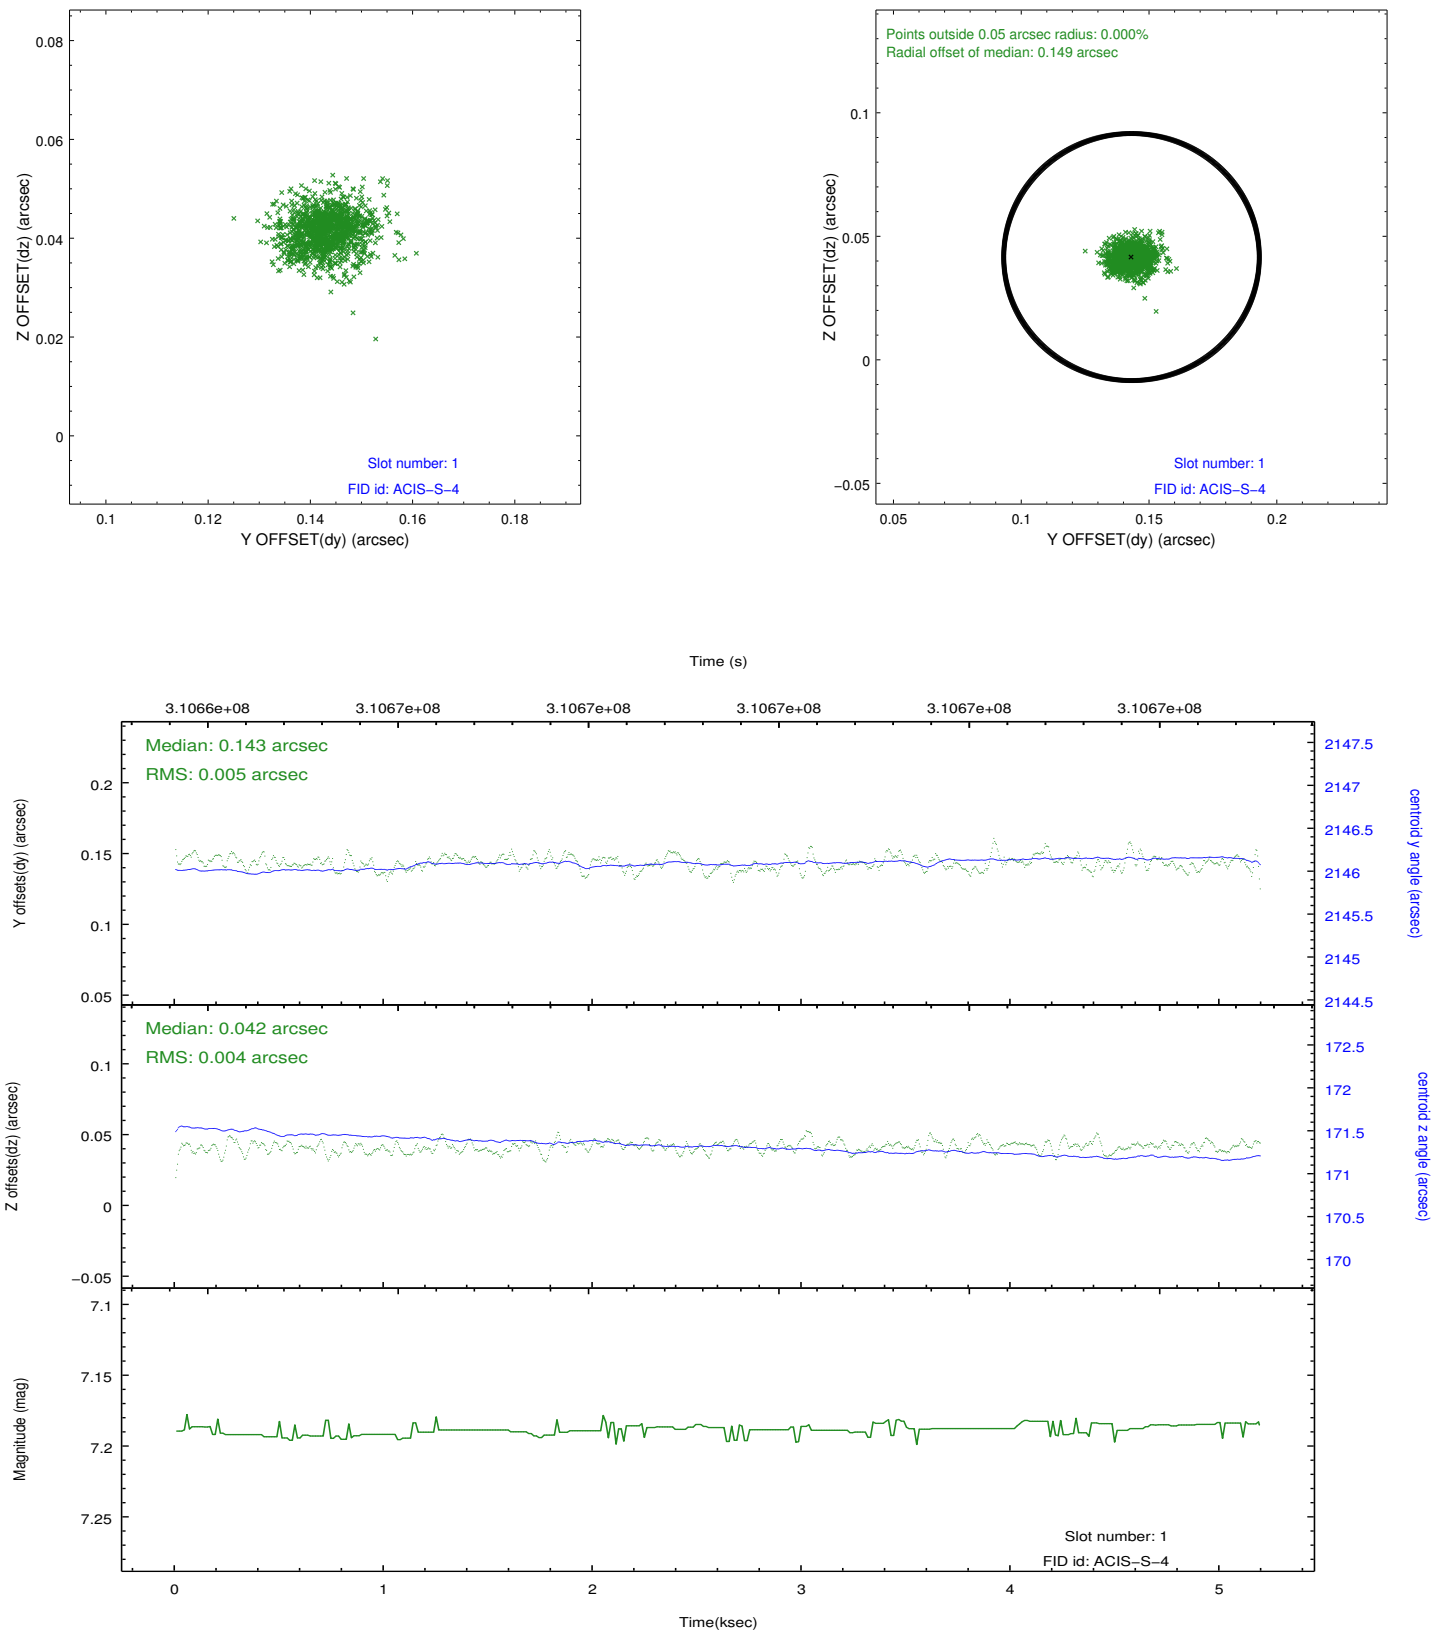 0.08
0.06
0.04
0.02
0
Z OFFSET(dz) (arcsec)
Slot number: 1
FID id: ACIS−S−4
0.1 0.12 0.14 0.16 0.18
Y OFFSET(dy) (arcsec)
Points outside 0.05 arcsec radius: 0.000%
Radial offset of median: 0.149 arcsec
0.1
0.05
0
−0.05
Z OFFSET(dz) (arcsec)
Slot number: 1
FID id: ACIS−S−4
0.05 0.1 0.15 0.2
Y OFFSET(dy) (arcsec)
Time (s)
3.1066e+08 3.1067e+08 3.1067e+08 3.1067e+08 3.1067e+08 3.1067e+08
Median: 0.143 arcsec
RMS: 0.005 arcsec
0.2
0.15
0.1
0.05
Y offsets(dy) (arcsec)
2147.5
2147
2146.5
2146
2145.5
2145
2144.5
centroid y angle (arcsec)
Median: 0.042 arcsec
RMS: 0.004 arcsec
0.1
0.05
0
−0.05
Z offsets(dz) (arcsec)
172.5
172
171.5
171
170.5
170
centroid z angle (arcsec)
7.1
7.15
7.2
7.25
Magnitude (mag)
Slot number: 1
FID id: ACIS−S−4
0 1 2 3 4 5
Time(ksec)